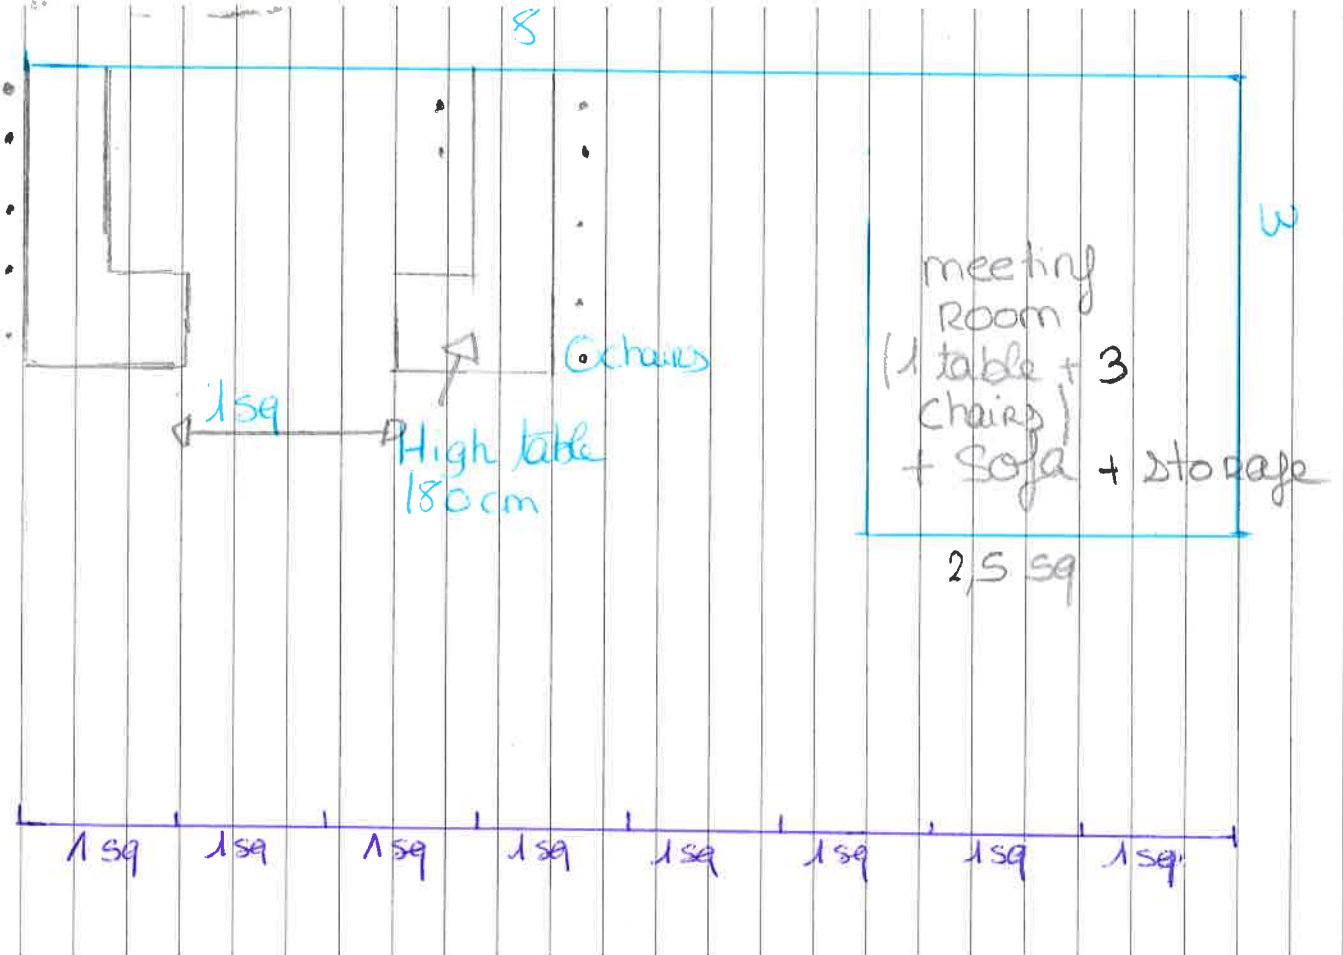 8
W
meeting
Room
(1 table + 3
chairs)
+ Sofa + storage
2,5 sq
chairs
1 sq
High table
180 cm
1 sq 1 sq 1 sq 1 sq 1 sq 1 sq 1 sq 1 sq.